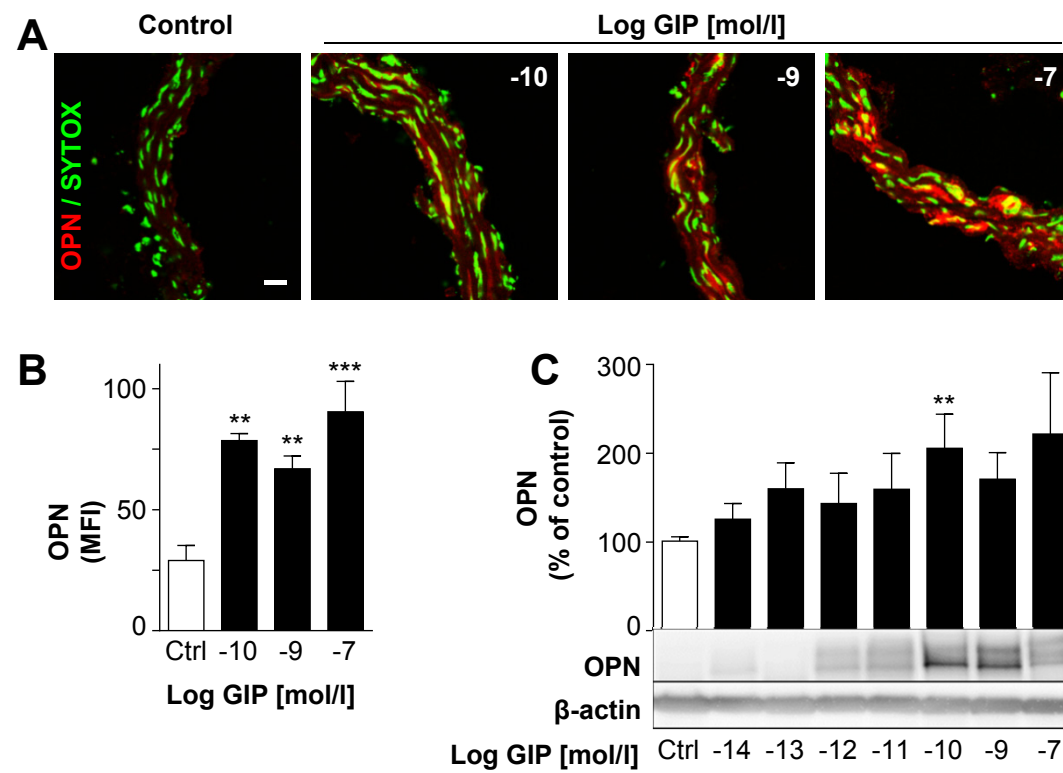 A
Control
Log GIP [mol/l]
OPN / SYTOX
-10
-9
-7
B
OPN
(MFI)
100
50
0
**
**
***
Ctrl -10 -9 -7
Log GIP [mol/l]
C
OPN
(% of control)
300
200
100
0
**
OPN
β-actin
Log GIP [mol/l] Ctrl -14 -13 -12 -11 -10 -9 -7